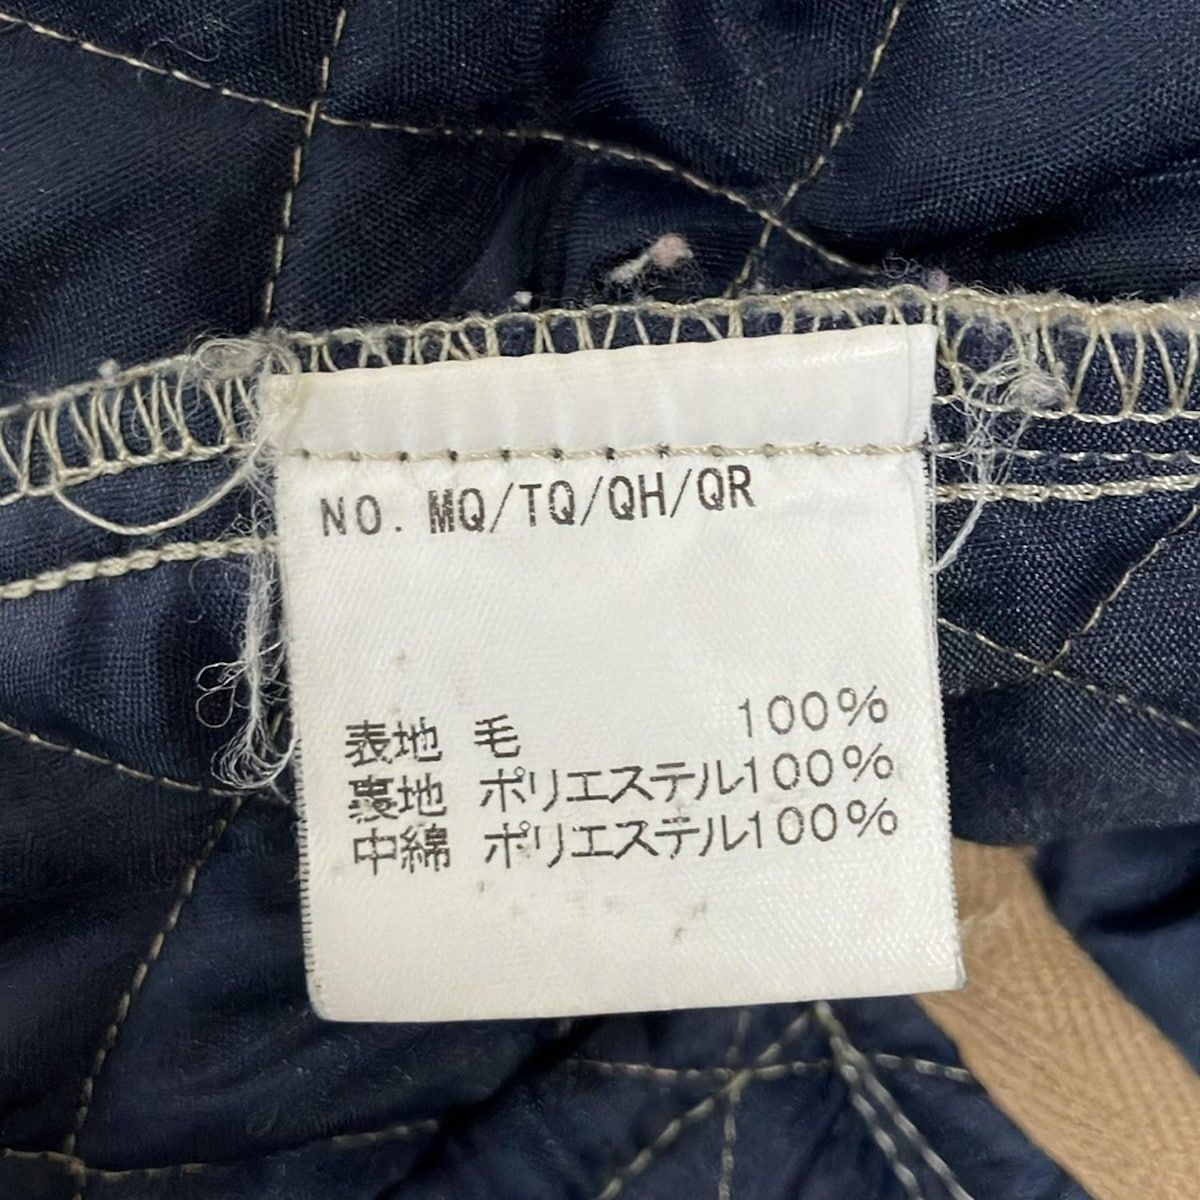 NO. MQ/TQ/QH/QR
表地 毛 100%
裏地 ポリエステル100%
中綿 ポリエステル100%